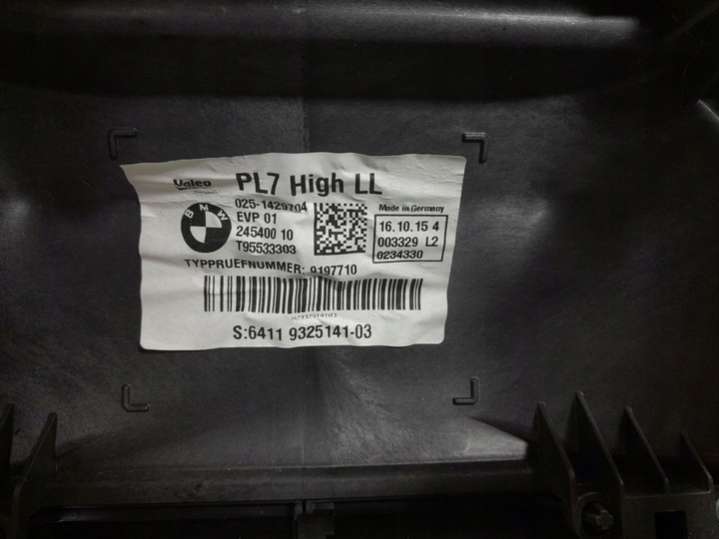 Valeo PL7 High LL
025-1429704
EVP 01
245400 10
T95533303
BMW
Made in Germany
16.10.15 4
003329 L2
0234330
TYPPRUEFNUMMER: 9197710
S:6411 9325141-03